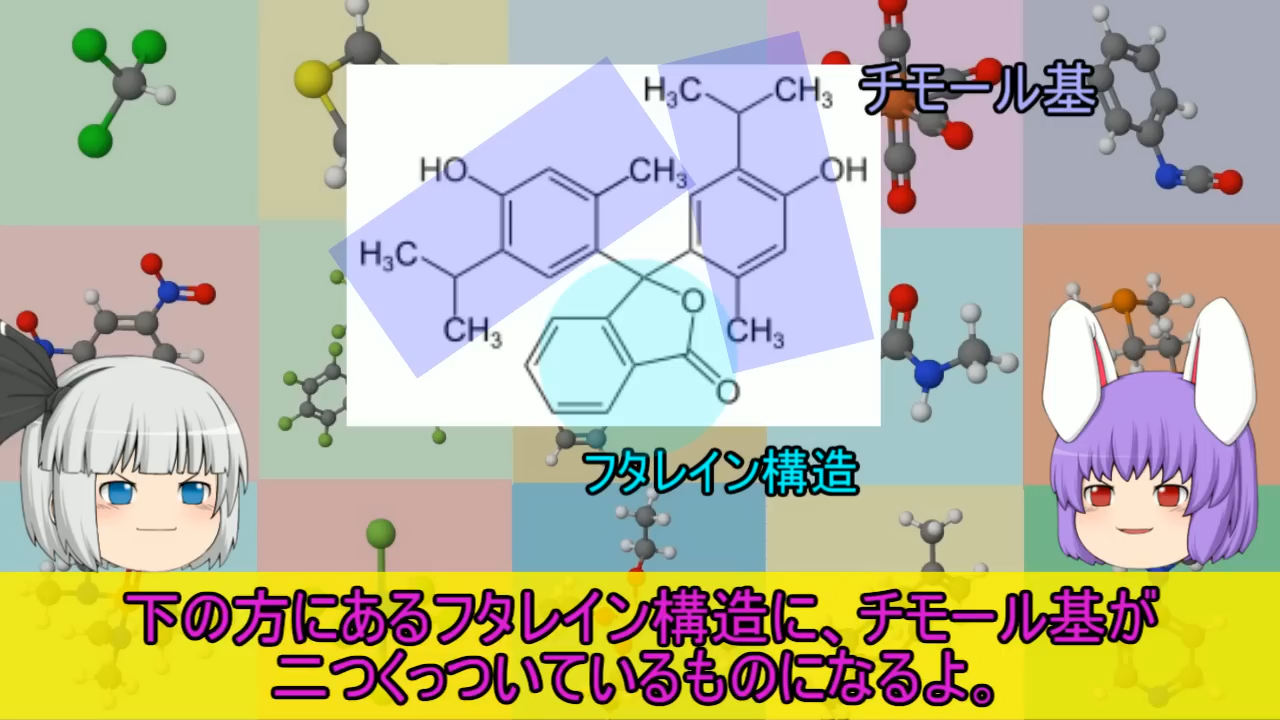 チモール基
H₃C CH₃
HO CH₃ OH
H₃C
CH₃ O CH₃
O
フタレイン構造
下の方にあるフタレイン構造に、チモール基が
二つくっついているものになるよ。